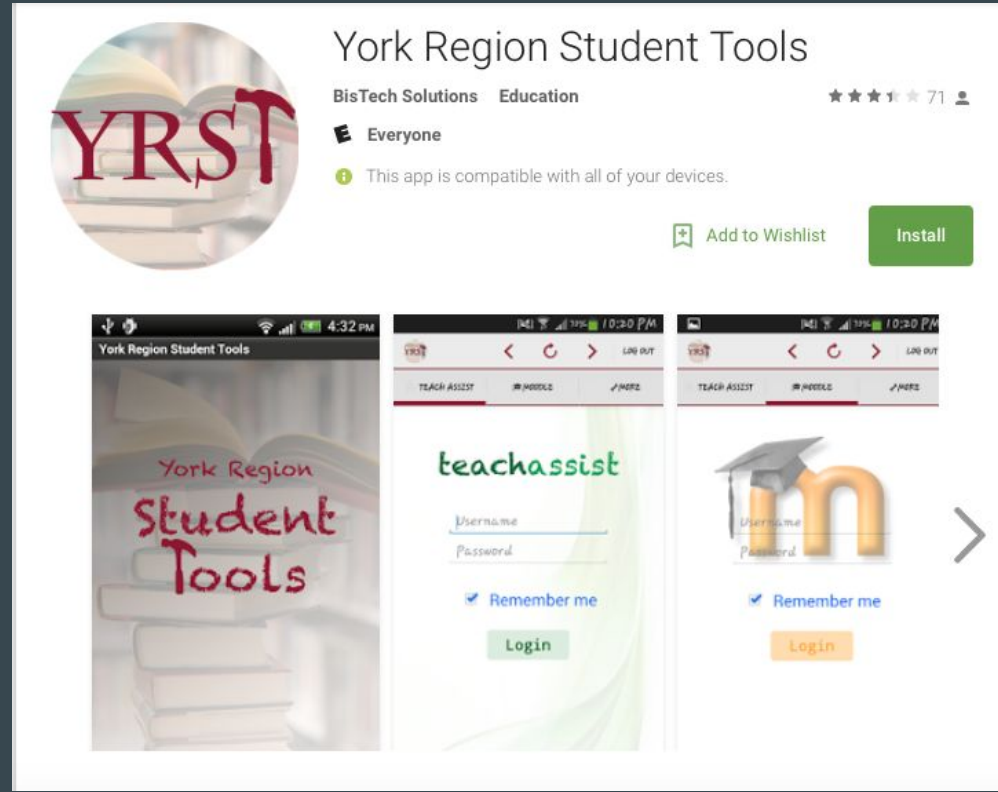 York Region Student Tools
BisTech Solutions Education
71
E Everyone
This app is compatible with all of your devices.
Add to Wishlist
Install
YRST
4:32 PM
York Region Student Tools
York Region
Student
Tools
10:20 PM
YRST
LOG OUT
TEACH ASSIST MOODLE MORE
teachassist
Username
Password
Remember me
Login
10:20 PM
YRST
LOG OUT
TEACH ASSIST MOODLE MORE
m
Username
Password
Remember me
Login